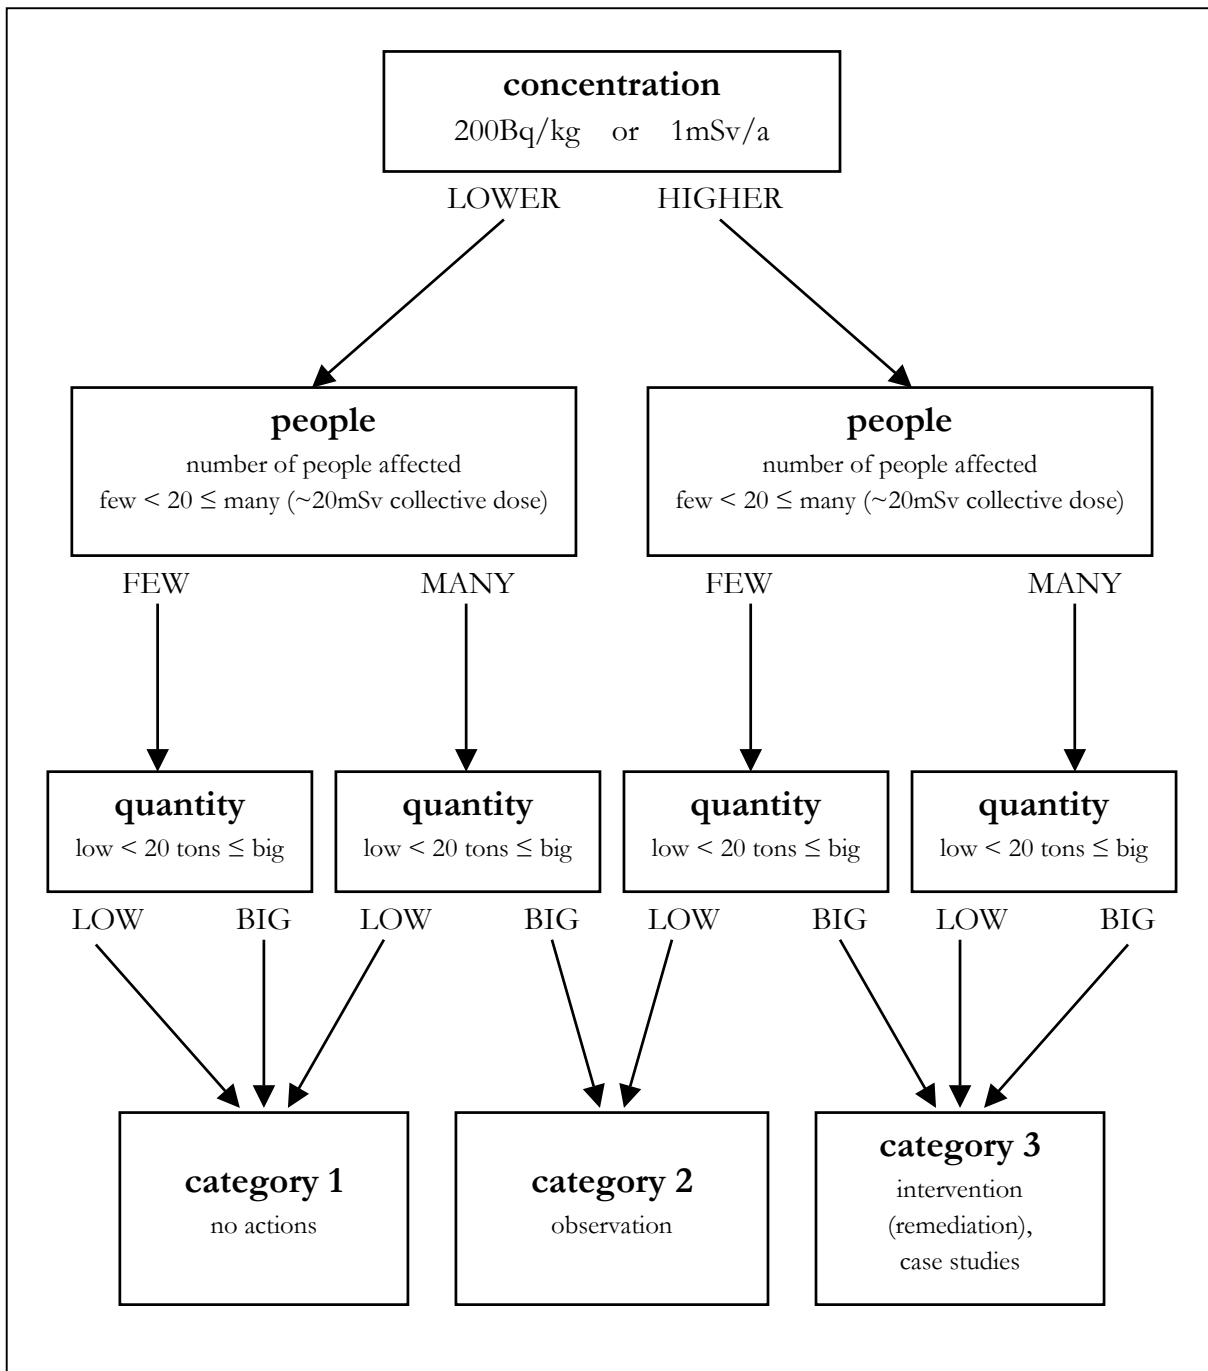 concentration
200Bq/kg or 1mSv/a
LOWER HIGHER
people
number of people affected
few < 20 ≤ many (~20mSv collective dose)
people
number of people affected
few < 20 ≤ many (~20mSv collective dose)
FEW MANY FEW MANY
quantity
low < 20 tons ≤ big
quantity
low < 20 tons ≤ big
quantity
low < 20 tons ≤ big
quantity
low < 20 tons ≤ big
LOW BIG LOW BIG LOW BIG LOW BIG
category 1
no actions
category 2
observation
category 3
intervention
(remediation),
case studies